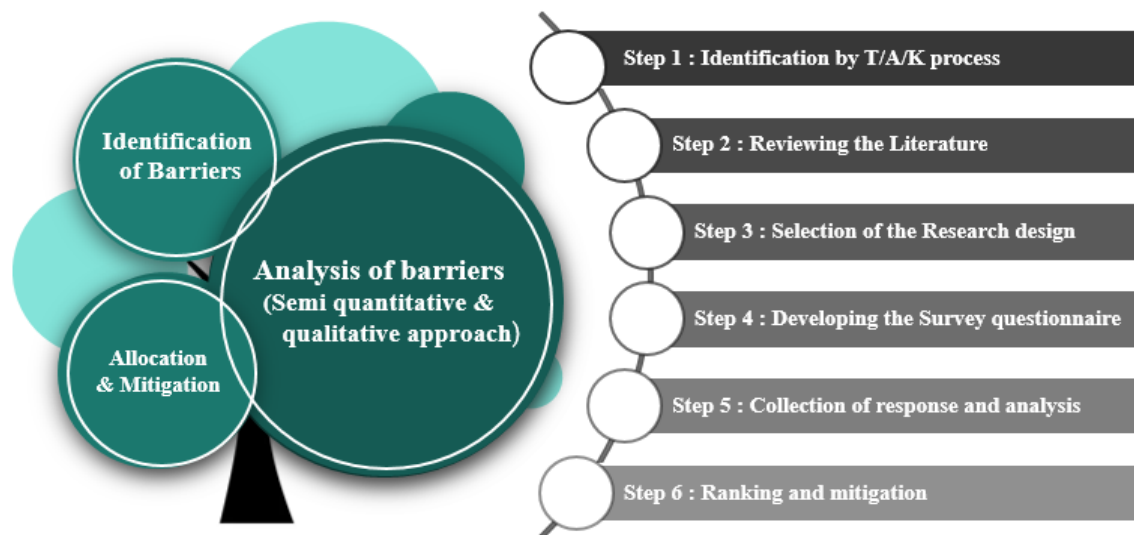 Identification
of Barriers
Analysis of barriers
(Semi quantitative &
qualitative approach)
Allocation
& Mitigation
Step 1 : Identification by T/A/K process
Step 2 : Reviewing the Literature
Step 3 : Selection of the Research design
Step 4 : Developing the Survey questionnaire
Step 5 : Collection of response and analysis
Step 6 : Ranking and mitigation